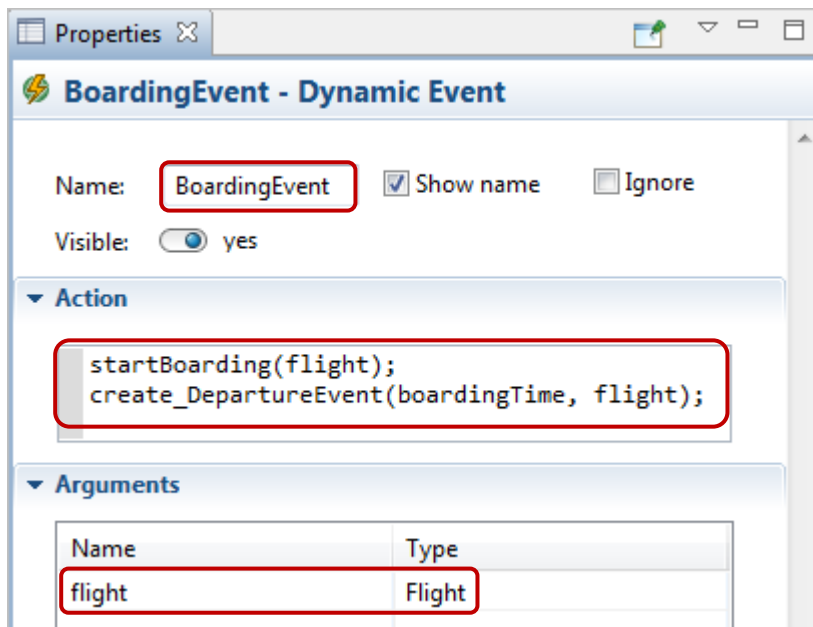 Properties
BoardingEvent - Dynamic Event
Name: BoardingEvent Show name Ignore
Visible: yes
Action
startBoarding(flight);
create_DepartureEvent(boardingTime, flight);
Arguments
Name Type
flight Flight